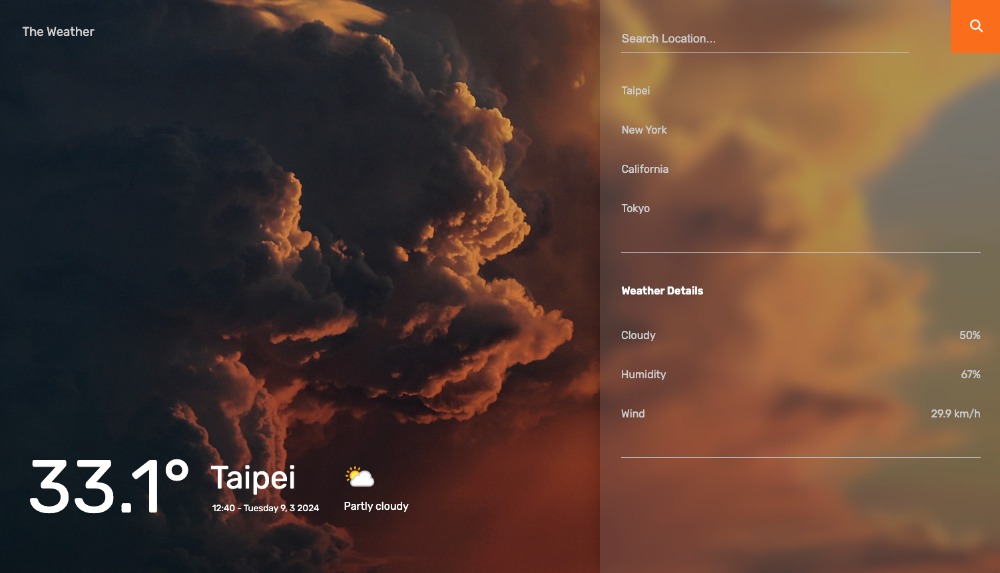 The Weather
33.1°
Taipei
12:40 - Tuesday 9, 3 2024
Partly cloudy
Search Location...
Taipei
New York
California
Tokyo
Weather Details
Cloudy 50%
Humidity 67%
Wind 29.9 km/h